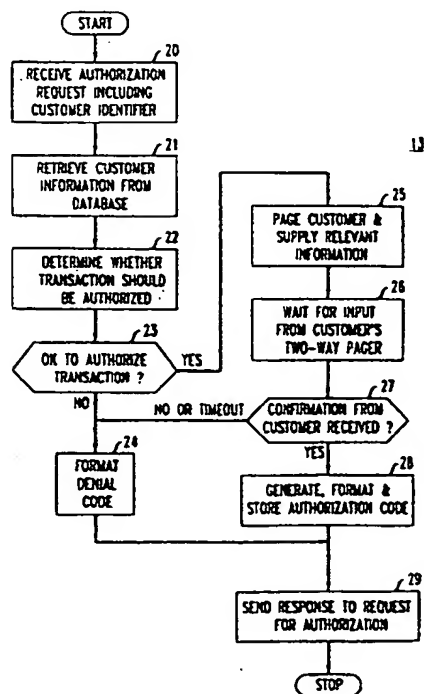 START
20
RECEIVE AUTHORIZATION
REQUEST INCLUDING
CUSTOMER IDENTIFIER
21
RETRIEVE CUSTOMER
INFORMATION FROM
DATABASE
22
DETERMINE WHETHER
TRANSACTION SHOULD
BE AUTHORIZED
23
OK TO AUTHORIZE
TRANSACTION ?
YES
NO
24
FORMAT
DENIAL
CODE
13
25
PAGE CUSTOMER &
SUPPLY RELEVANT
INFORMATION
26
WAIT FOR INPUT
FROM CUSTOMER'S
TWO-WAY PAGER
27
CONFIRMATION FROM
CUSTOMER RECEIVED ?
NO OR TIMEOUT
YES
28
GENERATE, FORMAT &
STORE AUTHORIZATION CODE
29
SEND RESPONSE TO REQUEST
FOR AUTHORIZATION
STOP